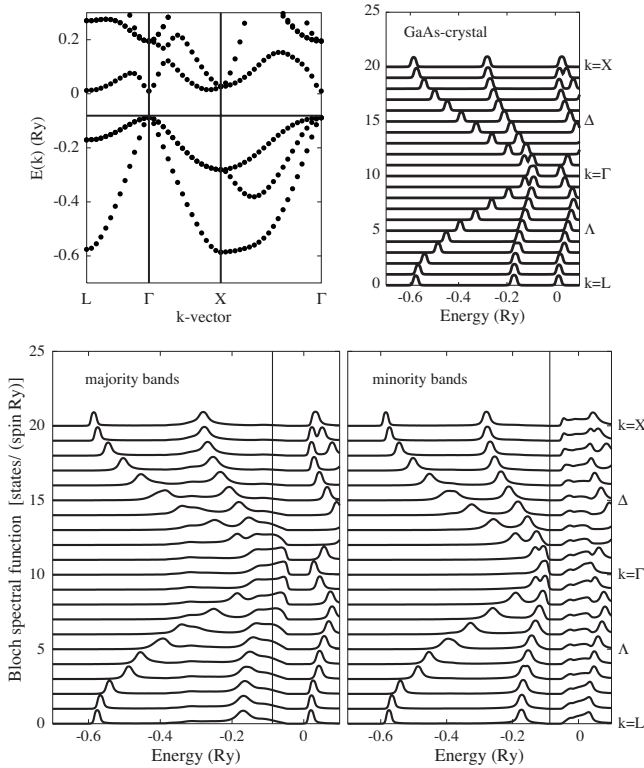 0.2
0
-0.2
-0.4
-0.6
E(k) (Ry)
L Γ X Γ
k-vector
GaAs-crystal
25
20
15
10
5
0
k=X
Δ
k=Γ
Λ
k=L
-0.6 -0.4 -0.2 0
Energy (Ry)
Bloch spectral function [states/ (spin Ry)]
25
20
15
10
5
0
majority bands
-0.6 -0.4 -0.2 0
Energy (Ry)
minority bands
k=X
Δ
k=Γ
Λ
k=L
-0.6 -0.4 -0.2 0
Energy (Ry)